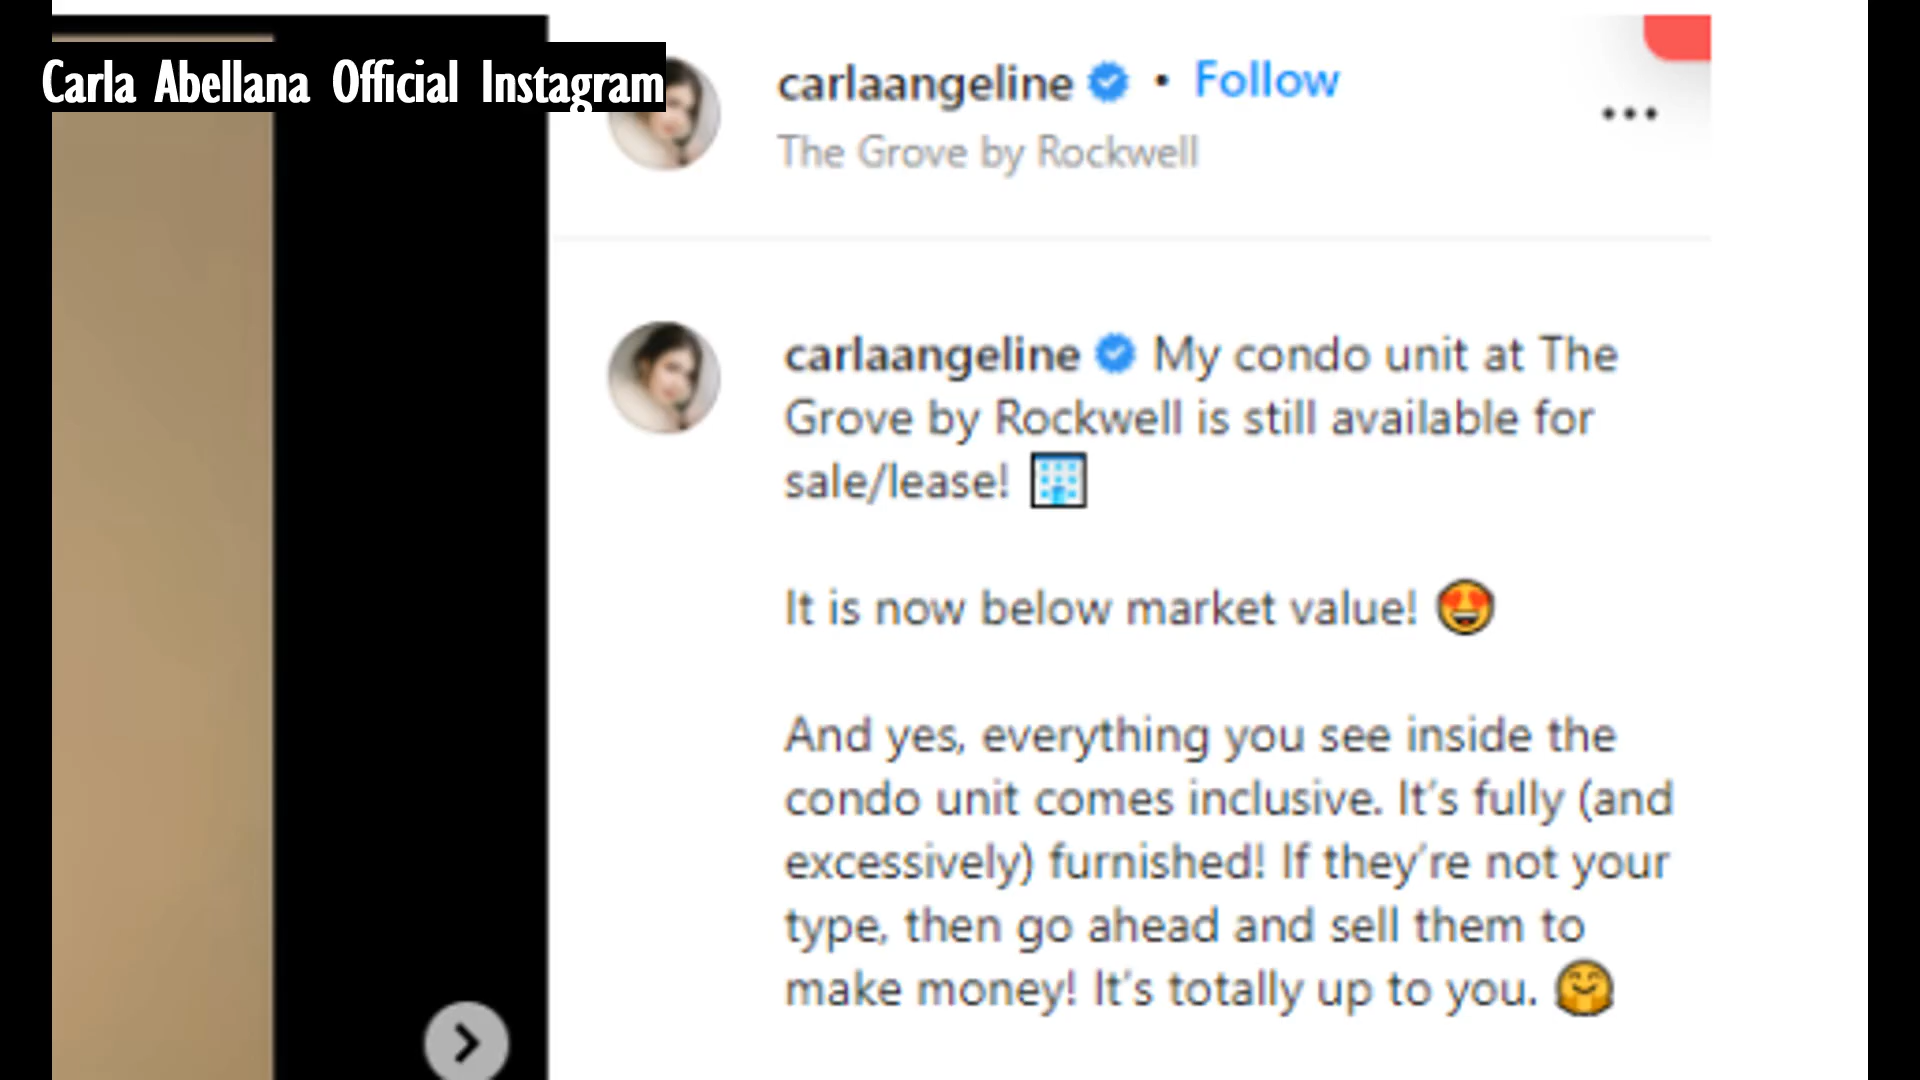 Carla Abellana Official Instagram
carlaangeline • Follow
The Grove by Rockwell
carlaangeline My condo unit at The
Grove by Rockwell is still available for
sale/lease! 🏢
It is now below market value! 😍
And yes, everything you see inside the
condo unit comes inclusive. It's fully (and
excessively) furnished! If they're not your
type, then go ahead and sell them to
make money! It's totally up to you. 🤗